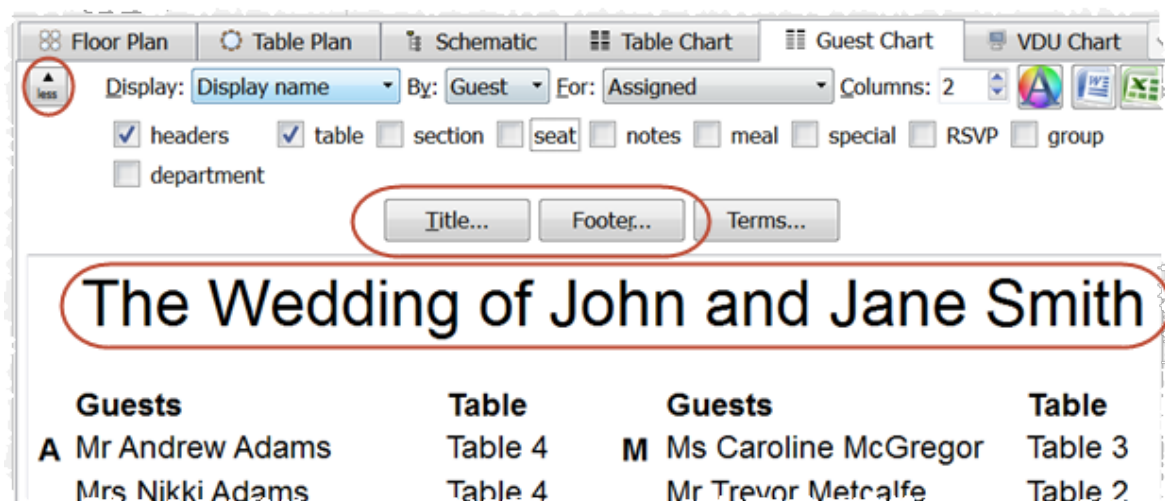 Floor Plan Table Plan Schematic Table Chart Guest Chart VDU Chart
less Display: Display name By: Guest For: Assigned Columns: 2
headers table section seat notes meal special RSVP group
department
Title... Footer... Terms...
The Wedding of John and Jane Smith
Guests Table Guests Table
A Mr Andrew Adams Table 4 M Ms Caroline McGregor Table 3
Mrs Nikki Adams Table 4 Mr Trevor Metcalfe Table 2